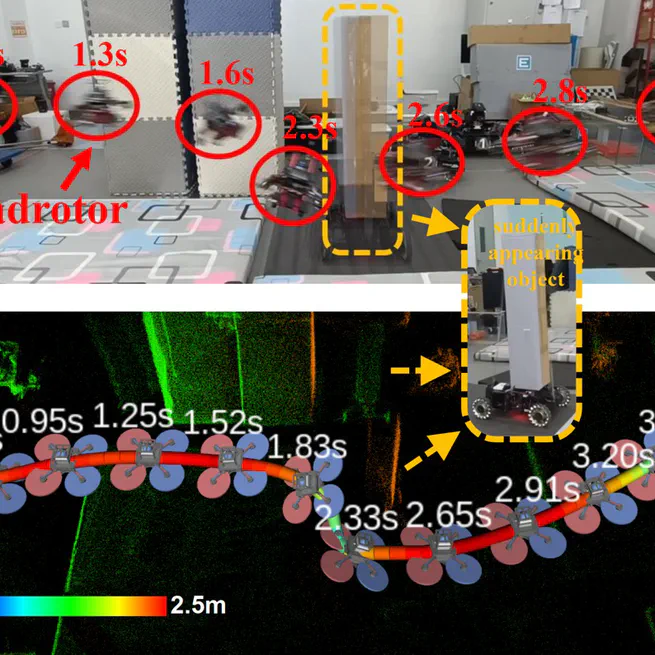 s
1.3s
1.6s
2.3s
2.6s
2.8s
adrotor
suddenly
appearing
object
E
0.95s
1.25s
1.52s
1.83s
2.33s
2.65s
2.91s
3.20s
3
2.5m